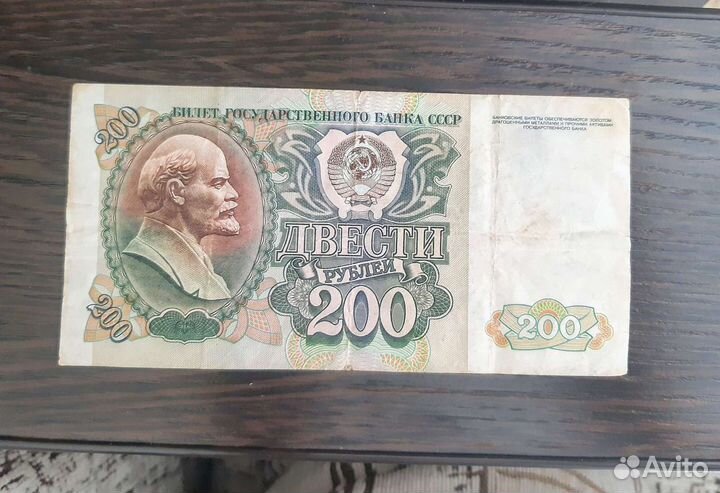 200
БИЛЕТ ГОСУДАРСТВЕННОГО БАНКА СССР
БАНКОВСКИЕ БИЛЕТЫ ОБЕСПЕЧИВАЮТСЯ ЗОЛОТОМ,
ДРАГОЦЕННЫМИ МЕТАЛЛАМИ И ПРОЧИМИ АКТИВАМИ
ГОСУДАРСТВЕННОГО БАНКА
ДВЕСТИ
РУБЛЕЙ
200
200
200
Avito